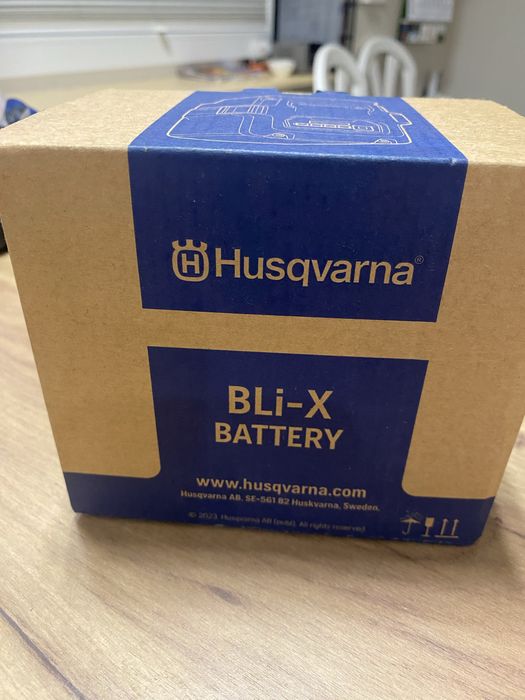 Husqvarna®
BLi-X
BATTERY
www.husqvarna.com
Husqvarna AB, SE-561 82 Huskvarna, Sweden.
© 2023 Husqvarna AB (publ). All rights reserved.